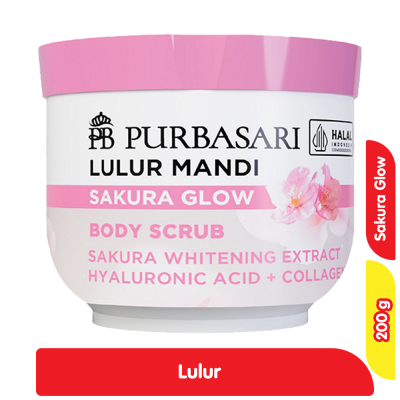 PB PURBASARI
HALAL
INDONESIA
LULUR MANDI
SAKURA GLOW
BODY SCRUB
SAKURA WHITENING EXTRACT
HYALURONIC ACID + COLLAGEN
Sakura Glow
200 g
Lulur